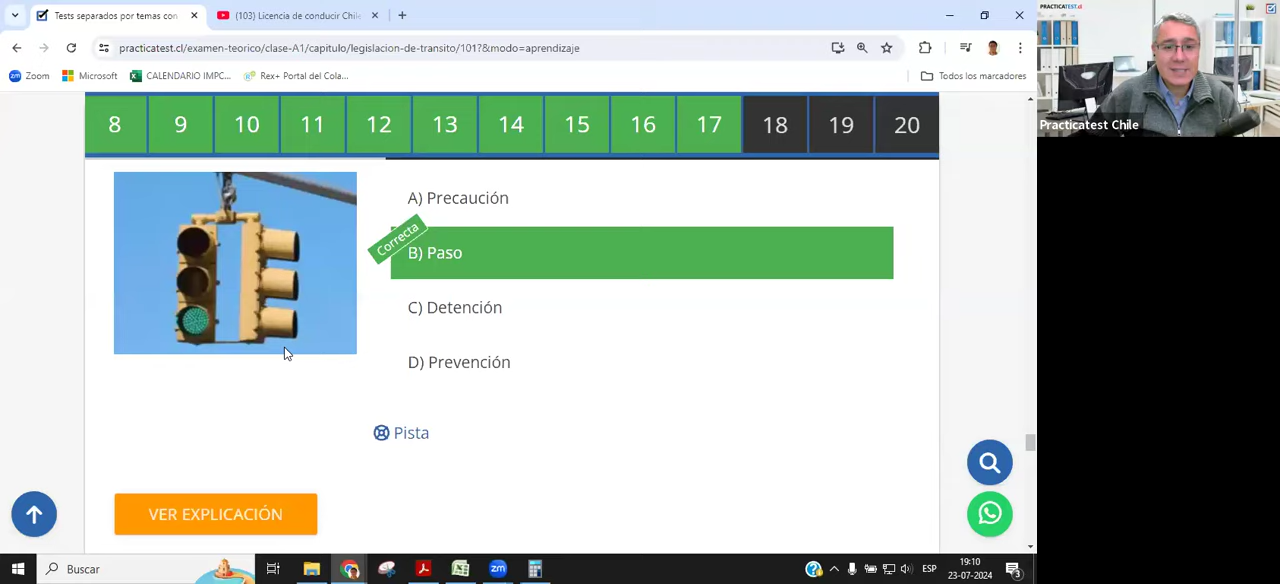 Tests separados por temas con
(103) Licencia de conducir chile
practicatest.cl/examen-teorico/clase-A1/capitulo/legislacion-de-transito/101?&modo=aprendizaje
Zoom
Microsoft
CALENDARIO IMPC...
Rex+ Portal del Cola...
Todos los marcadores
8 9 10 11 12 13 14 15 16 17 18 19 20
A) Precaución
Correcta
B) Paso
C) Detención
D) Prevención
Pista
VER EXPLICACIÓN
PRACTICATEST.cl
Practicatest Chile
Buscar
ESP
19:10
23-07-2024
3